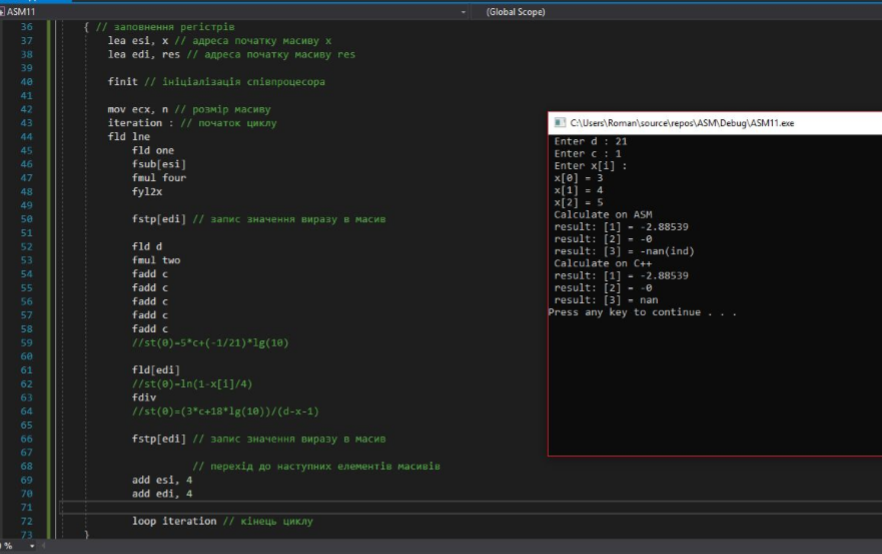 ASM11
(Global Scope)
36 { // заповнення регістрів
37 lea esi, x // адреса початку масиву x
38 lea edi, res // адреса початку масиву res
39
40 finit // ініціалізація співпроцесора
41
42 mov ecx, n // розмір масиву
43 iteration : // початок циклу
44 fld lne
45 fld one
46 fsub[esi]
47 fmul four
48 fyl2x
49
50 fstp[edi] // запис значення виразу в масив
51
52 fld d
53 fmul two
54 fadd c
55 fadd c
56 fadd c
57 fadd c
58 fadd c
59 //st(0)=5*c+(-1/21)*lg(10)
60
61 fld[edi]
62 //st(0)=ln(1-x[i]/4)
63 fdiv
64 //st(0)=(3*c+18*lg(10))/(d-x-1)
65
66 fstp[edi] // запис значення виразу в масив
67
68 // перехід до наступних елементів масивів
69 add esi, 4
70 add edi, 4
71
72 loop iteration // кінець циклу
73 }
%
C:\Users\Roman\source\repos\ASM\Debug\ASM11.exe
Enter d : 21
Enter c : 1
Enter x[i] :
x[0] = 3
x[1] = 4
x[2] = 5
Calculate on ASM
result: [1] = -2.88539
result: [2] = -0
result: [3] = -nan(ind)
Calculate on C++
result: [1] = -2.88539
result: [2] = -0
result: [3] = nan
Press any key to continue . . .